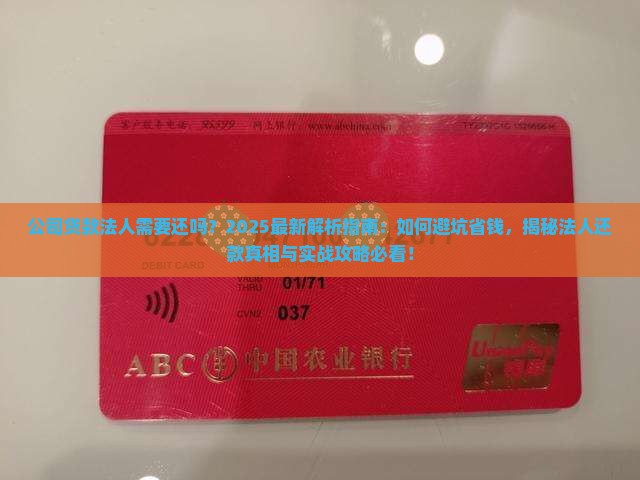 客户服务电话：95599 网上银行：www.abchina.com
公司贷款法人需要还吗？2025最新解析指南：如何避坑省钱，揭秘法人还
款真相与实战攻略必看！
DEBIT CARD
VALID
THRU 01/71
CVN2 037
ABC 中国农业银行
UnionPay
银联